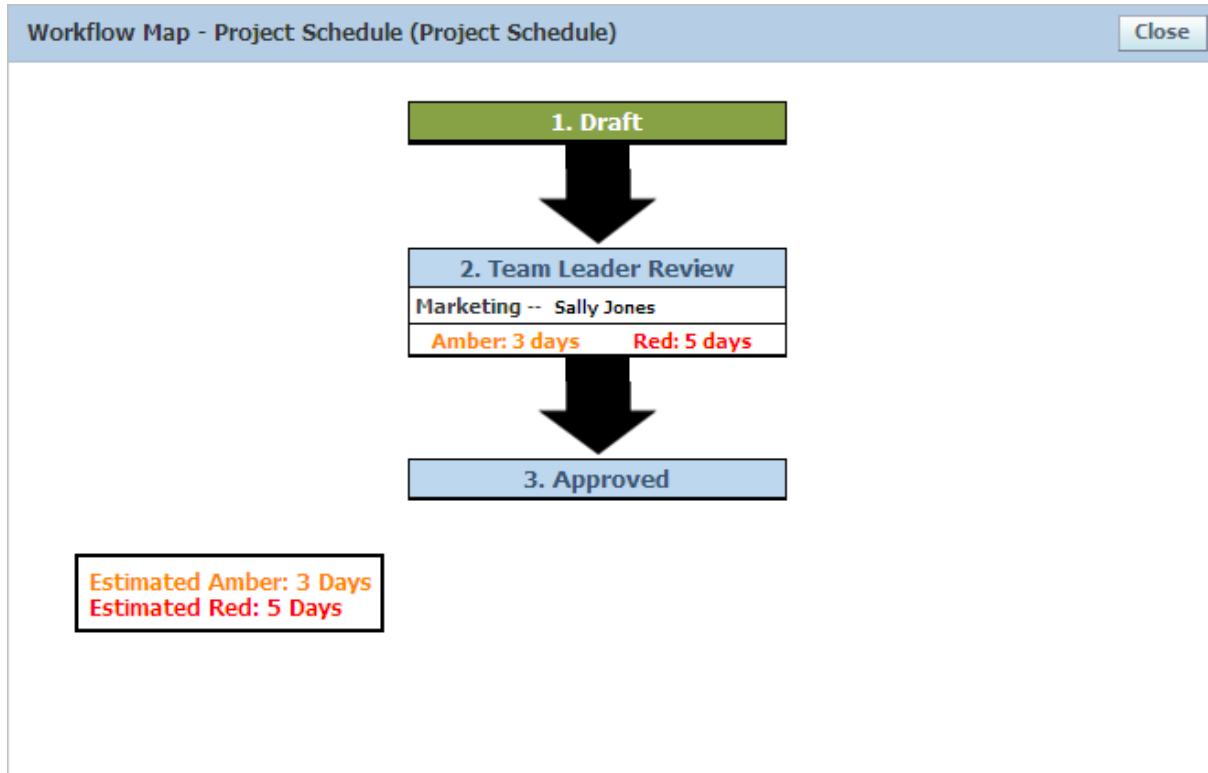 Workflow Map - Project Schedule (Project Schedule)
Close
1. Draft
2. Team Leader Review
Marketing -- Sally Jones
Amber: 3 days Red: 5 days
3. Approved
Estimated Amber: 3 Days
Estimated Red: 5 Days